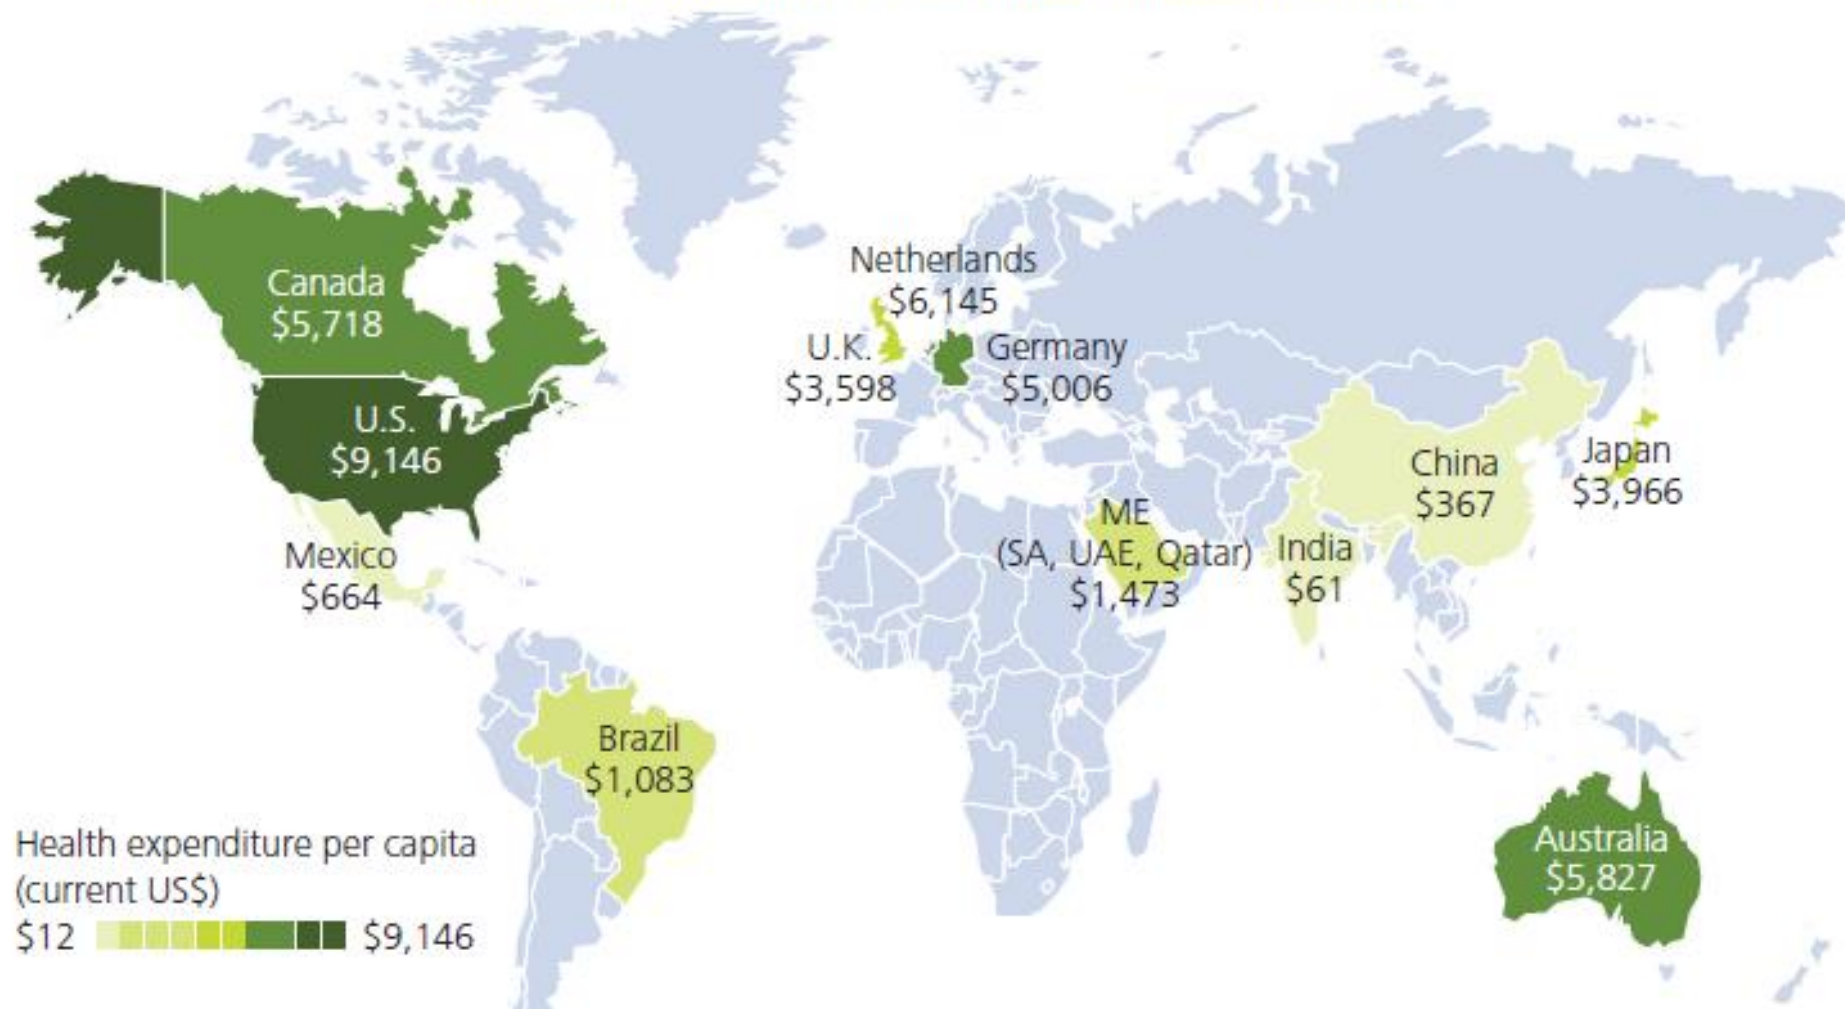 Netherlands
$6,145
Canada
$5,718
U.K.
$3,598
Germany
$5,006
U.S.
$9,146
China
$367
Japan
$3,966
ME
(SA, UAE, Qatar)
$1,473
India
$61
Mexico
$664
Brazil
$1,083
Australia
$5,827
Health expenditure per capita
(current US$)
$12 $9,146